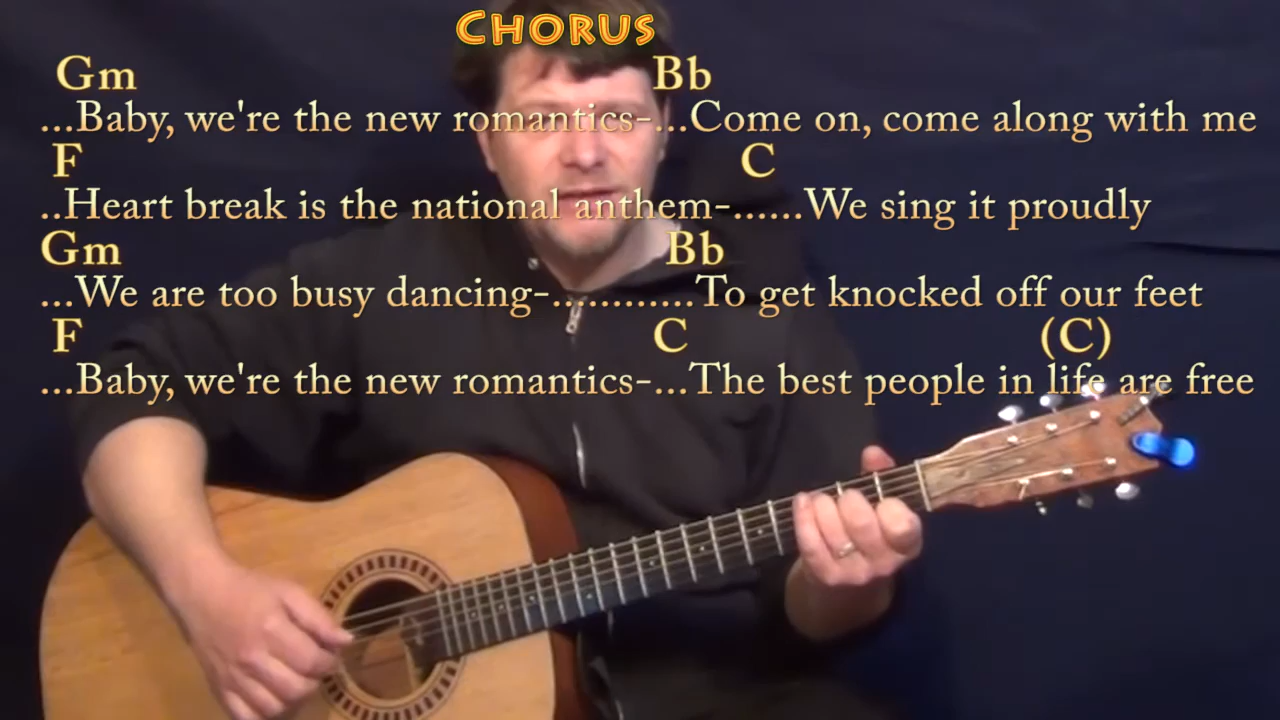 CHORUS
Gm Bb
...Baby, we're the new romantics-...Come on, come along with me
F C
..Heart break is the national anthem-......We sing it proudly
Gm Bb
...We are too busy dancing-............To get knocked off our feet
F C (C)
...Baby, we're the new romantics-...The best people in life are free